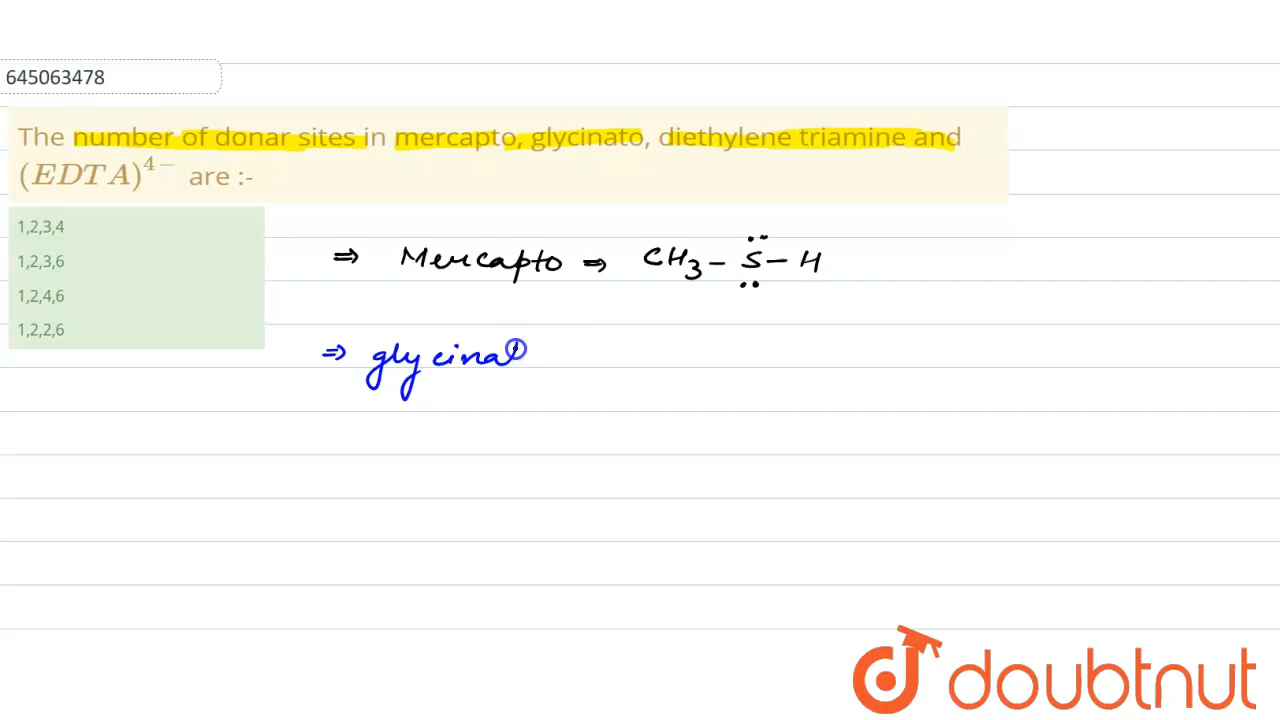 645063478
The number of donar sites in mercapto, glycinato, diethylene triamine and
(EDTA)⁴⁻ are :-
1,2,3,4
1,2,3,6
1,2,4,6
1,2,2,6
⇒ Mercapto ⇒ CH₃-S̈-H
⇒ glycinat
doubtnut